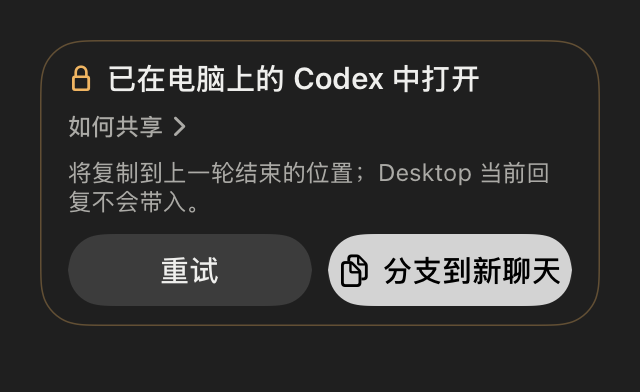 已在电脑上的 Codex 中打开
如何共享
将复制到上一轮结束的位置；Desktop 当前回
复不会带入。
重试
分支到新聊天